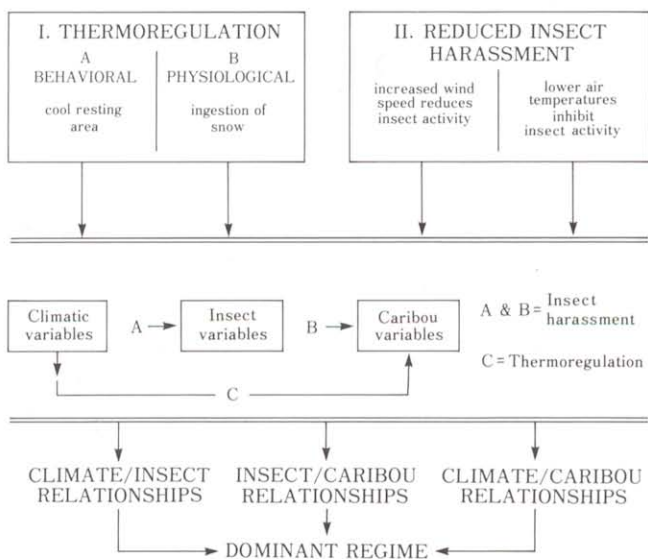 I. THERMOREGULATION
A
BEHAVIORAL
cool resting
area
B
PHYSIOLOGICAL
ingestion of
snow
II. REDUCED INSECT
HARASSMENT
increased wind
speed reduces
insect activity
lower air
temperatures
inhibit
insect activity
Climatic
variables
A
Insect
variables
B
Caribou
variables
A & B = Insect
harassment
C = Thermoregulation
C
CLIMATE/INSECT
RELATIONSHIPS
INSECT/CARIBOU
RELATIONSHIPS
CLIMATE/CARIBOU
RELATIONSHIPS
DOMINANT REGIME